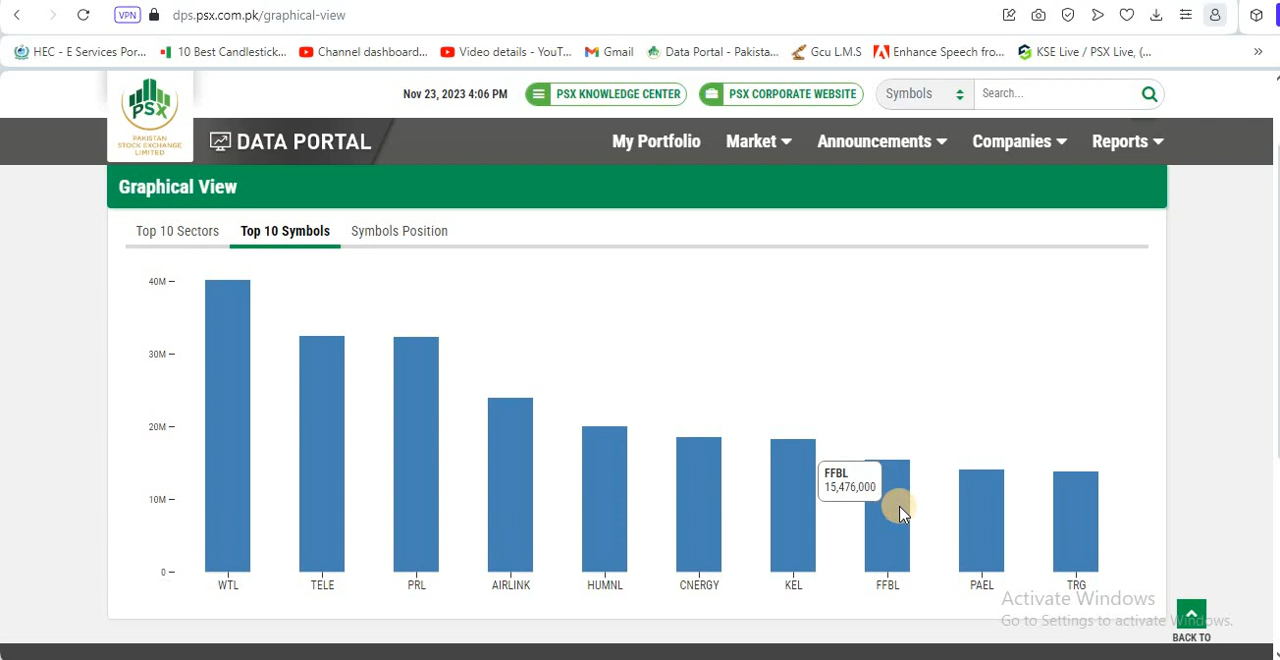 VPN
dps.psx.com.pk/graphical-view
HEC - E Services Por...
10 Best Candlestick...
Channel dashboard...
Video details - YouT...
Gmail
Data Portal - Pakista...
Gcu L.M.S
Enhance Speech fro...
KSE Live / PSX Live, (...
»
PSX
PAKISTAN
STOCK EXCHANGE
LIMITED
Nov 23, 2023 4:06 PM
PSX KNOWLEDGE CENTER
PSX CORPORATE WEBSITE
Symbols
Search...
DATA PORTAL
My Portfolio
Market
Announcements
Companies
Reports
Graphical View
Top 10 Sectors
Top 10 Symbols
Symbols Position
40M
30M
20M
10M
0
FFBL
15,476,000
WTL
TELE
PRL
AIRLINK
HUMNL
CNERGY
KEL
FFBL
PAEL
TRG
Activate Windows
Go to Settings to activate Windows.
BACK TO